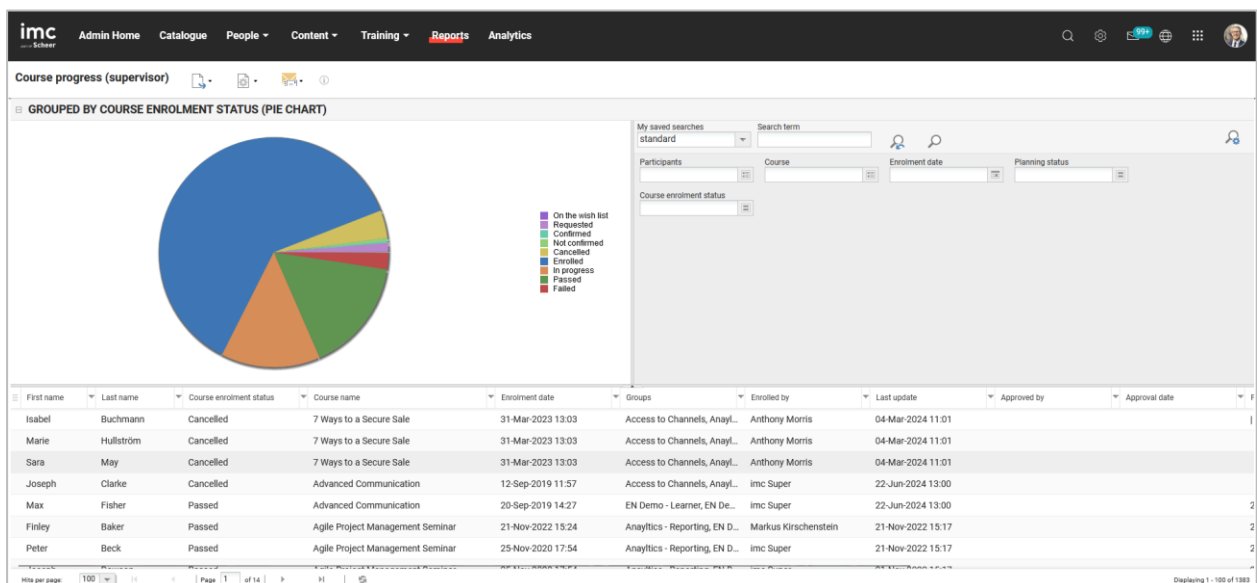 imc
Scheer
Admin Home Catalogue People Content Training Reports Analytics 99+
Course progress (supervisor)
GROUPED BY COURSE ENROLMENT STATUS (PIE CHART)
My saved searches Search term
standard
Participants Course Enrolment date Planning status
Course enrolment status
On the wish list
Requested
Confirmed
Not confirmed
Cancelled
Enrolled
In progress
Passed
Failed
First name Last name Course enrolment status Course name Enrolment date Groups Enrolled by Last update Approved by Approval date
Isabel Buchmann Cancelled 7 Ways to a Secure Sale 31-Mar-2023 13:03 Access to Channels, Anayl... Anthony Morris 04-Mar-2024 11:01
Marie Hullström Cancelled 7 Ways to a Secure Sale 31-Mar-2023 13:03 Access to Channels, Anayl... Anthony Morris 04-Mar-2024 11:01
Sara May Cancelled 7 Ways to a Secure Sale 31-Mar-2023 13:03 Access to Channels, Anayl... Anthony Morris 04-Mar-2024 11:01
Joseph Clarke Cancelled Advanced Communication 12-Sep-2019 11:57 Access to Channels, Anayl... imc Super 22-Jun-2024 13:00
Max Fisher Passed Advanced Communication 20-Sep-2019 14:27 EN Demo - Learner, EN De... imc Super 22-Jun-2024 13:00
Finley Baker Passed Agile Project Management Seminar 21-Nov-2022 15:24 Anayltics - Reporting, EN D... Markus Kirschenstein 21-Nov-2022 15:17
Peter Beck Passed Agile Project Management Seminar 25-Nov-2020 17:54 Anayltics - Reporting, EN D... imc Super 21-Nov-2022 15:17
Hits per page: 100 Page 1 of 14 Displaying 1 - 100 of 1383